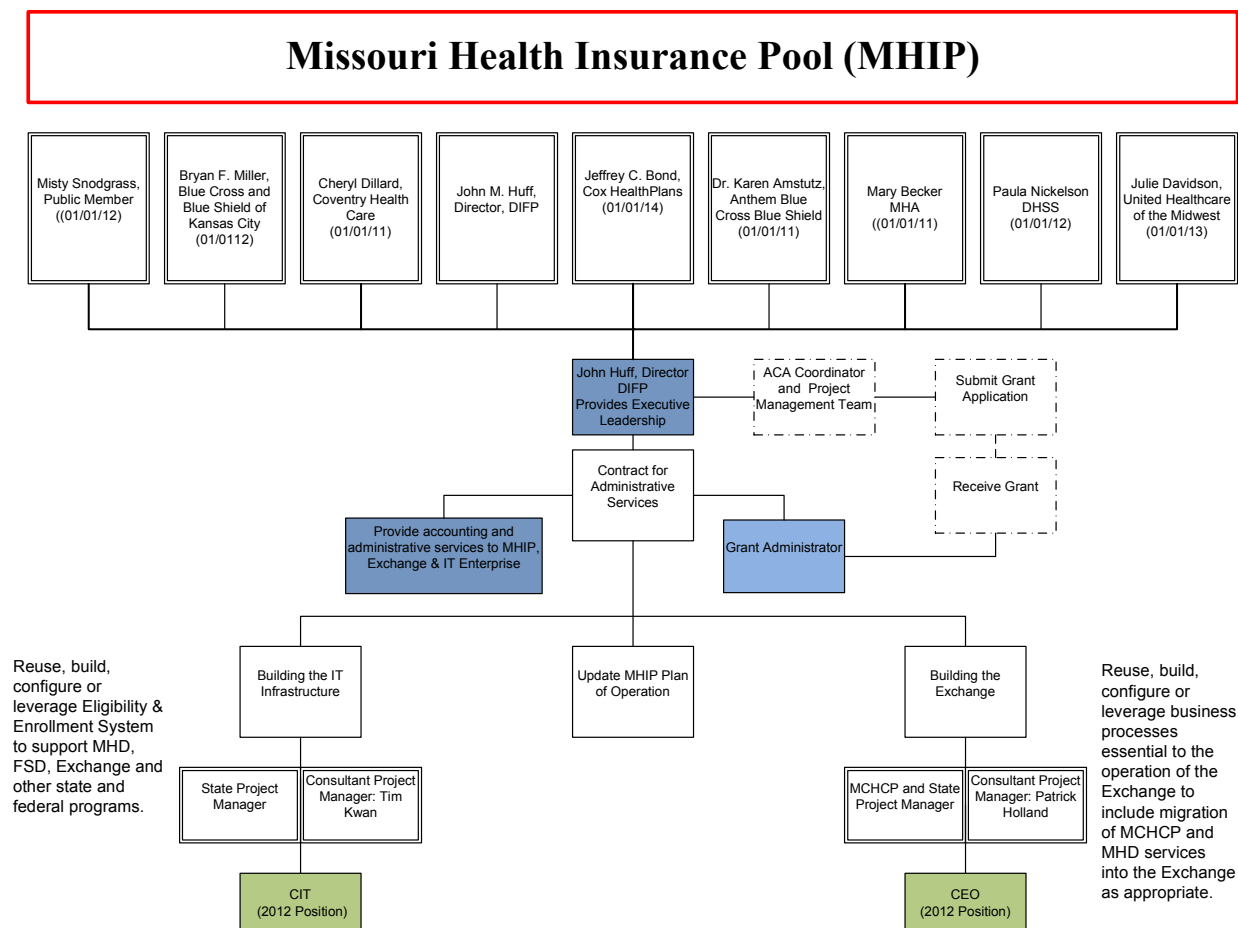 Missouri Health Insurance Pool (MHIP)
Misty Snodgrass,
Public Member
((01/01/12)
Bryan F. Miller,
Blue Cross and
Blue Shield of
Kansas City
(01/0112)
Cheryl Dillard,
Coventry Health
Care
(01/01/11)
John M. Huff,
Director, DIFP
Jeffrey C. Bond,
Cox HealthPlans
(01/01/14)
Dr. Karen Amstutz,
Anthem Blue
Cross Blue Shield
(01/01/11)
Mary Becker
MHA
((01/01/11)
Paula Nickelson
DHSS
(01/01/12)
Julie Davidson,
United Healthcare
of the Midwest
(01/01/13)
John Huff, Director
DIFP
Provides Executive
Leadership
ACA Coordinator
and Project
Management Team
Submit Grant
Application
Contract for
Administrative
Services
Receive Grant
Provide accounting and
administrative services to MHIP,
Exchange & IT Enterprise
Grant Administrator
Reuse, build,
configure or
leverage Eligibility &
Enrollment System
to support MHD,
FSD, Exchange and
other state and
federal programs.
Building the IT
Infrastructure
Update MHIP Plan
of Operation
Building the
Exchange
Reuse, build,
configure or
leverage business
processes
essential to the
operation of the
Exchange to
include migration
of MCHCP and
MHD services
into the Exchange
as appropriate.
State Project
Manager
Consultant Project
Manager: Tim
Kwan
MCHCP and State
Project Manager
Consultant Project
Manager: Patrick
Holland
CIT
(2012 Position)
CEO
(2012 Position)